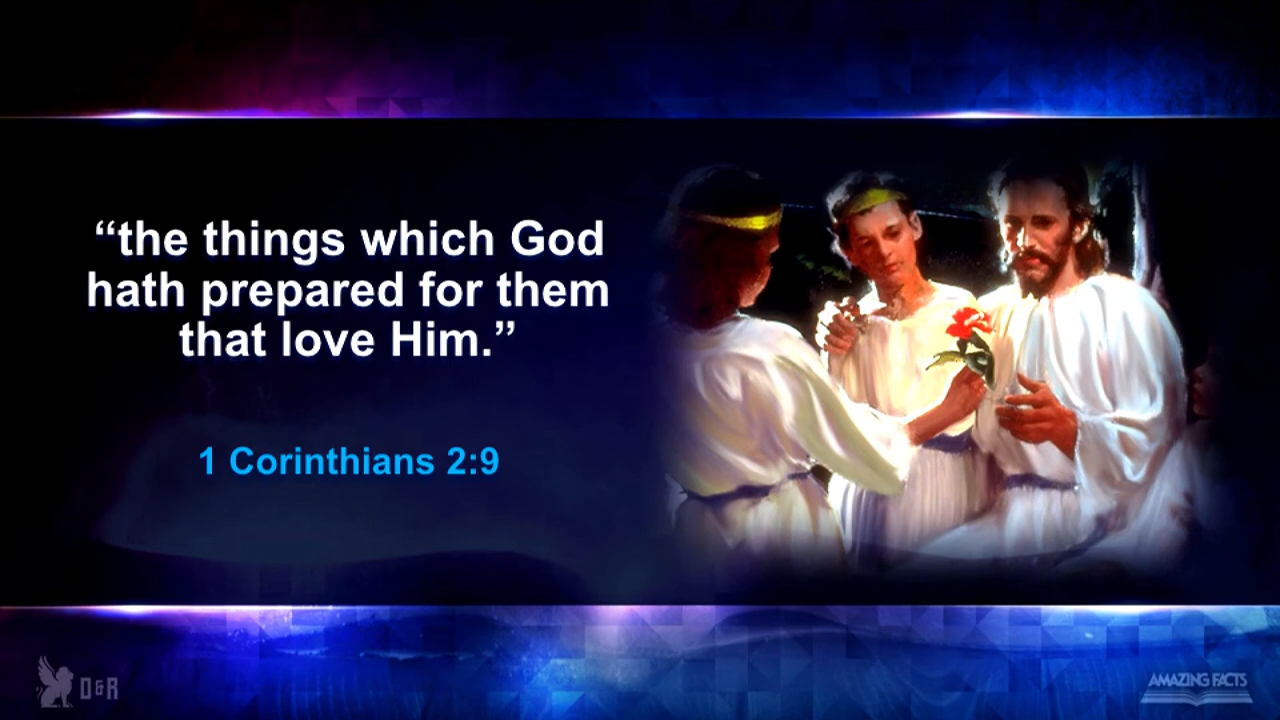 “the things which God
hath prepared for them
that love Him.”
1 Corinthians 2:9
D&R
AMAZING FACTS